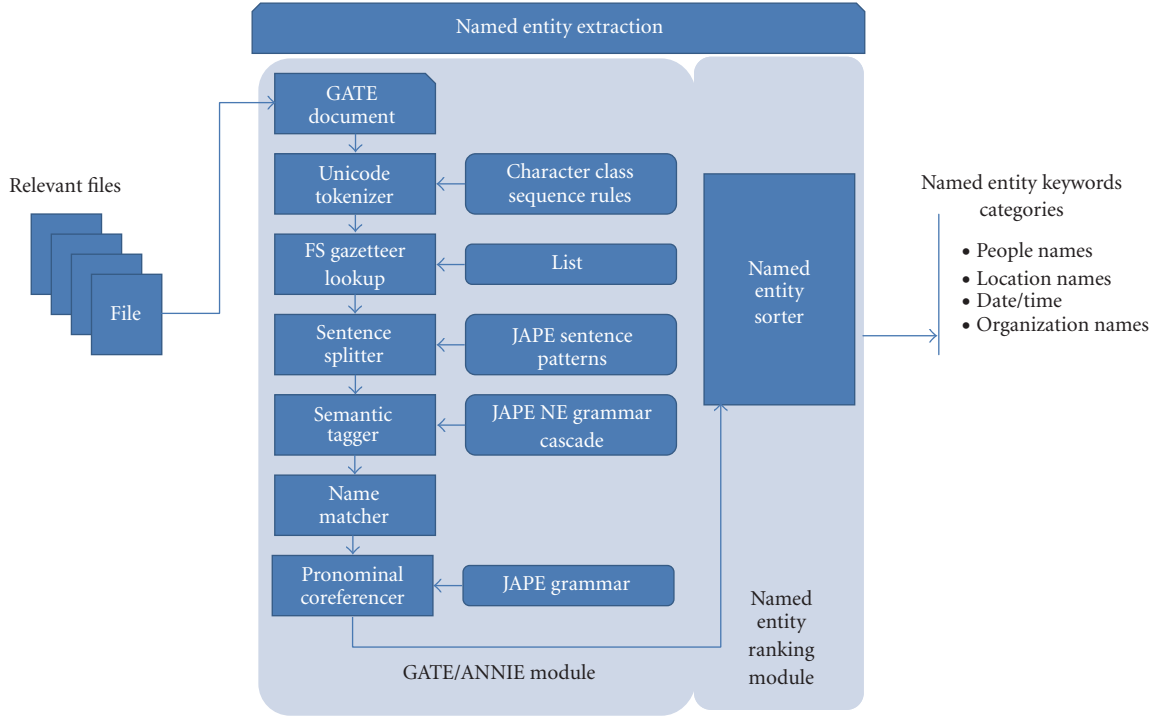 Named entity extraction
Relevant files
File
GATE
document
Unicode
tokenizer
Character class
sequence rules
FS gazetteer
lookup
List
Sentence
splitter
JAPE sentence
patterns
Semantic
tagger
JAPE NE grammar
cascade
Name
matcher
Pronominal
coreferencer
JAPE grammar
GATE/ANNIE module
Named
entity
sorter
Named
entity
ranking
module
Named entity keywords
categories
• People names
• Location names
• Date/time
• Organization names